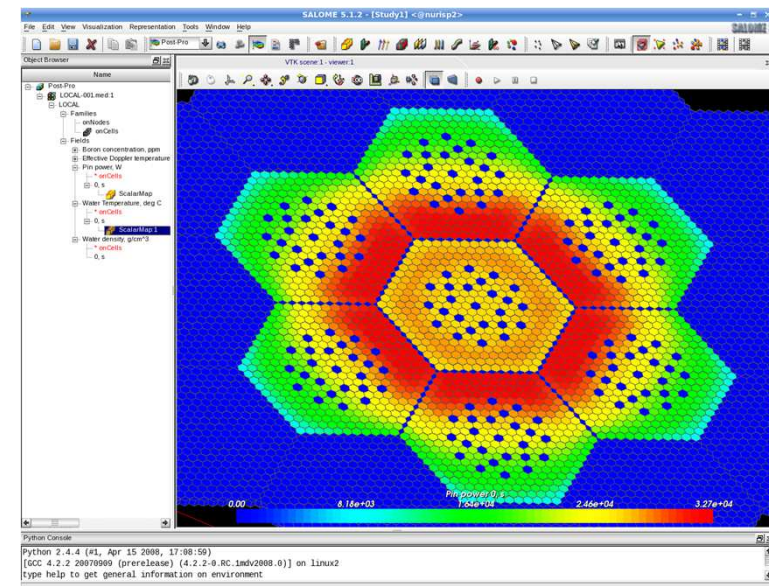 SALOME 5.1.2 - [Study1] <@nurisp2>
File Edit View Visualization Representation Tools Window Help
Post-Pro
SALOME
Object Browser
VTK scene:1 - viewer:1
Name
Post-Pro
LOCAL-001.med:1
LOCAL
Families
onNodes
onCells
Fields
Boron concentration, ppm
Effective Doppler temperature
Pin power, W
* onCells
0, s
ScalarMap
Water Temperature, deg C
* onCells
0, s
ScalarMap:1
Water density, g/cm^3
* onCells
0, s
Pin power 0, s
0.00 8.18e+03 1.64e+04 2.46e+04 3.27e+04
Python Console
Python 2.4.4 (#1, Apr 15 2008, 17:08:59)
[GCC 4.2.2 20070909 (prerelease) (4.2.2-0.RC.1mdv2008.0)] on linux2
type help to get general information on environment